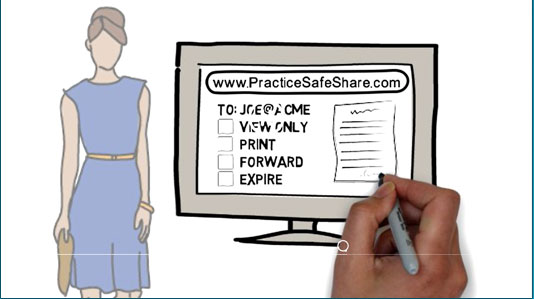 www.PracticeSafeShare.com
TO: JOE@ACME
VIEW ONLY
PRINT
FORWARD
EXPIRE